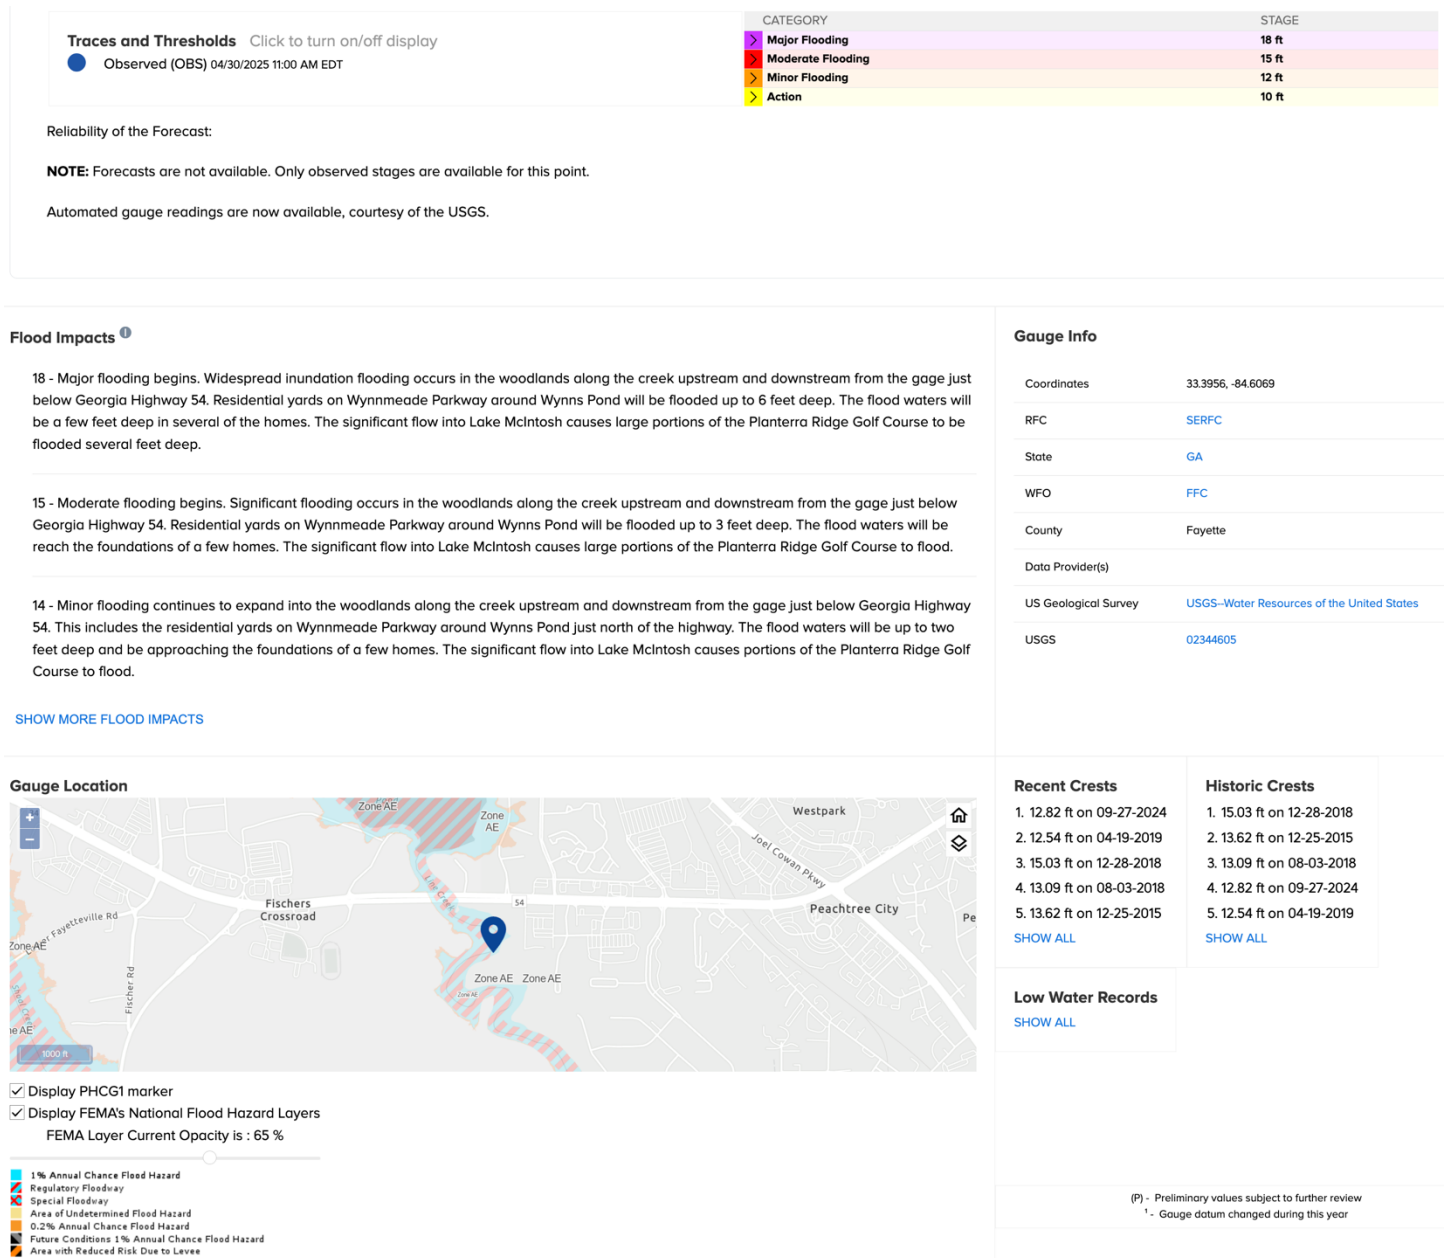 Traces and Thresholds Click to turn on/off display
Observed (OBS) 04/30/2025 11:00 AM EDT
CATEGORY STAGE
Major Flooding 18 ft
Moderate Flooding 15 ft
Minor Flooding 12 ft
Action 10 ft
Reliability of the Forecast:
NOTE: Forecasts are not available. Only observed stages are available for this point.
Automated gauge readings are now available, courtesy of the USGS.
Flood Impacts
18 - Major flooding begins. Widespread inundation flooding occurs in the woodlands along the creek upstream and downstream from the gage just
below Georgia Highway 54. Residential yards on Wynnmeade Parkway around Wynns Pond will be flooded up to 6 feet deep. The flood waters will
be a few feet deep in several of the homes. The significant flow into Lake McIntosh causes large portions of the Planterra Ridge Golf Course to be
flooded several feet deep.
15 - Moderate flooding begins. Significant flooding occurs in the woodlands along the creek upstream and downstream from the gage just below
Georgia Highway 54. Residential yards on Wynnmeade Parkway around Wynns Pond will be flooded up to 3 feet deep. The flood waters will be
reach the foundations of a few homes. The significant flow into Lake McIntosh causes large portions of the Planterra Ridge Golf Course to flood.
14 - Minor flooding continues to expand into the woodlands along the creek upstream and downstream from the gage just below Georgia Highway
54. This includes the residential yards on Wynnmeade Parkway around Wynns Pond just north of the highway. The flood waters will be up to two
feet deep and be approaching the foundations of a few homes. The significant flow into Lake McIntosh causes portions of the Planterra Ridge Golf
Course to flood.
SHOW MORE FLOOD IMPACTS
Gauge Info
Coordinates 33.3956, -84.6069
RFC SERFC
State GA
WFO FFC
County Fayette
Data Provider(s)
US Geological Survey USGS--Water Resources of the United States
USGS 02344605
Gauge Location
+
−
Zone AE
Zone
AE
Westpark
Joel Cowan Pkwy
Fischers
Crossroad
54
Peachtree City
Pe
Fayetteville Rd
Zone AE
Fischer Rd
Zone AE Zone AE
Zone AE
ne AE
1000 ft
Display PHCG1 marker
Display FEMA's National Flood Hazard Layers
FEMA Layer Current Opacity is : 65 %
1% Annual Chance Flood Hazard
Regulatory Floodway
Special Floodway
Area of Undetermined Flood Hazard
0.2% Annual Chance Flood Hazard
Future Conditions 1% Annual Chance Flood Hazard
Area with Reduced Risk Due to Levee
Recent Crests
1. 12.82 ft on 09-27-2024
2. 12.54 ft on 04-19-2019
3. 15.03 ft on 12-28-2018
4. 13.09 ft on 08-03-2018
5. 13.62 ft on 12-25-2015
SHOW ALL
Historic Crests
1. 15.03 ft on 12-28-2018
2. 13.62 ft on 12-25-2015
3. 13.09 ft on 08-03-2018
4. 12.82 ft on 09-27-2024
5. 12.54 ft on 04-19-2019
SHOW ALL
Low Water Records
SHOW ALL
(P) - Preliminary values subject to further review
1 - Gauge datum changed during this year